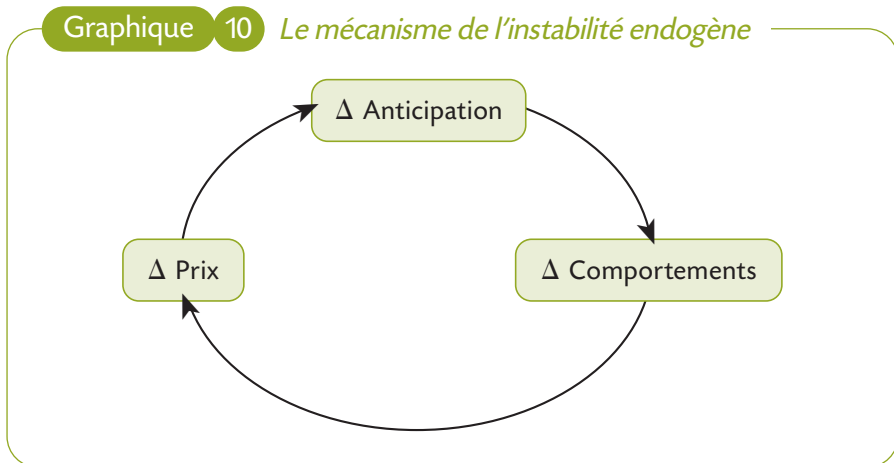 Graphique 10 Le mécanisme de l'instabilité endogène
Δ Anticipation
Δ Prix
Δ Comportements